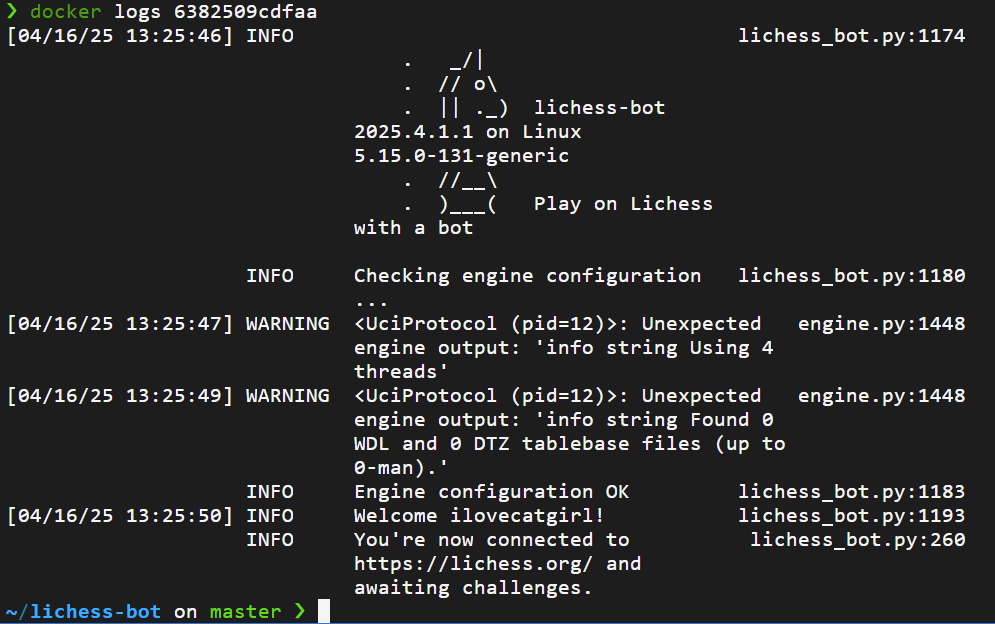 ❯ docker logs 6382509cdfaa
[04/16/25 13:25:46] INFO                                     lichess_bot.py:1174
                                 .   _/|
                                 .  // o\
                                 .  || ._)  lichess-bot
                             2025.4.1.1 on Linux
                             5.15.0-131-generic
                                 .  //__\
                                 .  )___(   Play on Lichess
                             with a bot
                    INFO     Checking engine configuration   lichess_bot.py:1180
                             ...
[04/16/25 13:25:47] WARNING  <UciProtocol (pid=12)>: Unexpected   engine.py:1448
                             engine output: 'info string Using 4
                             threads'
[04/16/25 13:25:49] WARNING  <UciProtocol (pid=12)>: Unexpected   engine.py:1448
                             engine output: 'info string Found 0
                             WDL and 0 DTZ tablebase files (up to
                             0-man).'
                    INFO     Engine configuration OK         lichess_bot.py:1183
[04/16/25 13:25:50] INFO     Welcome ilovecatgirl!           lichess_bot.py:1193
                    INFO     You're now connected to          lichess_bot.py:260
                             https://lichess.org/ and
                             awaiting challenges.
~/lichess-bot on master ❯